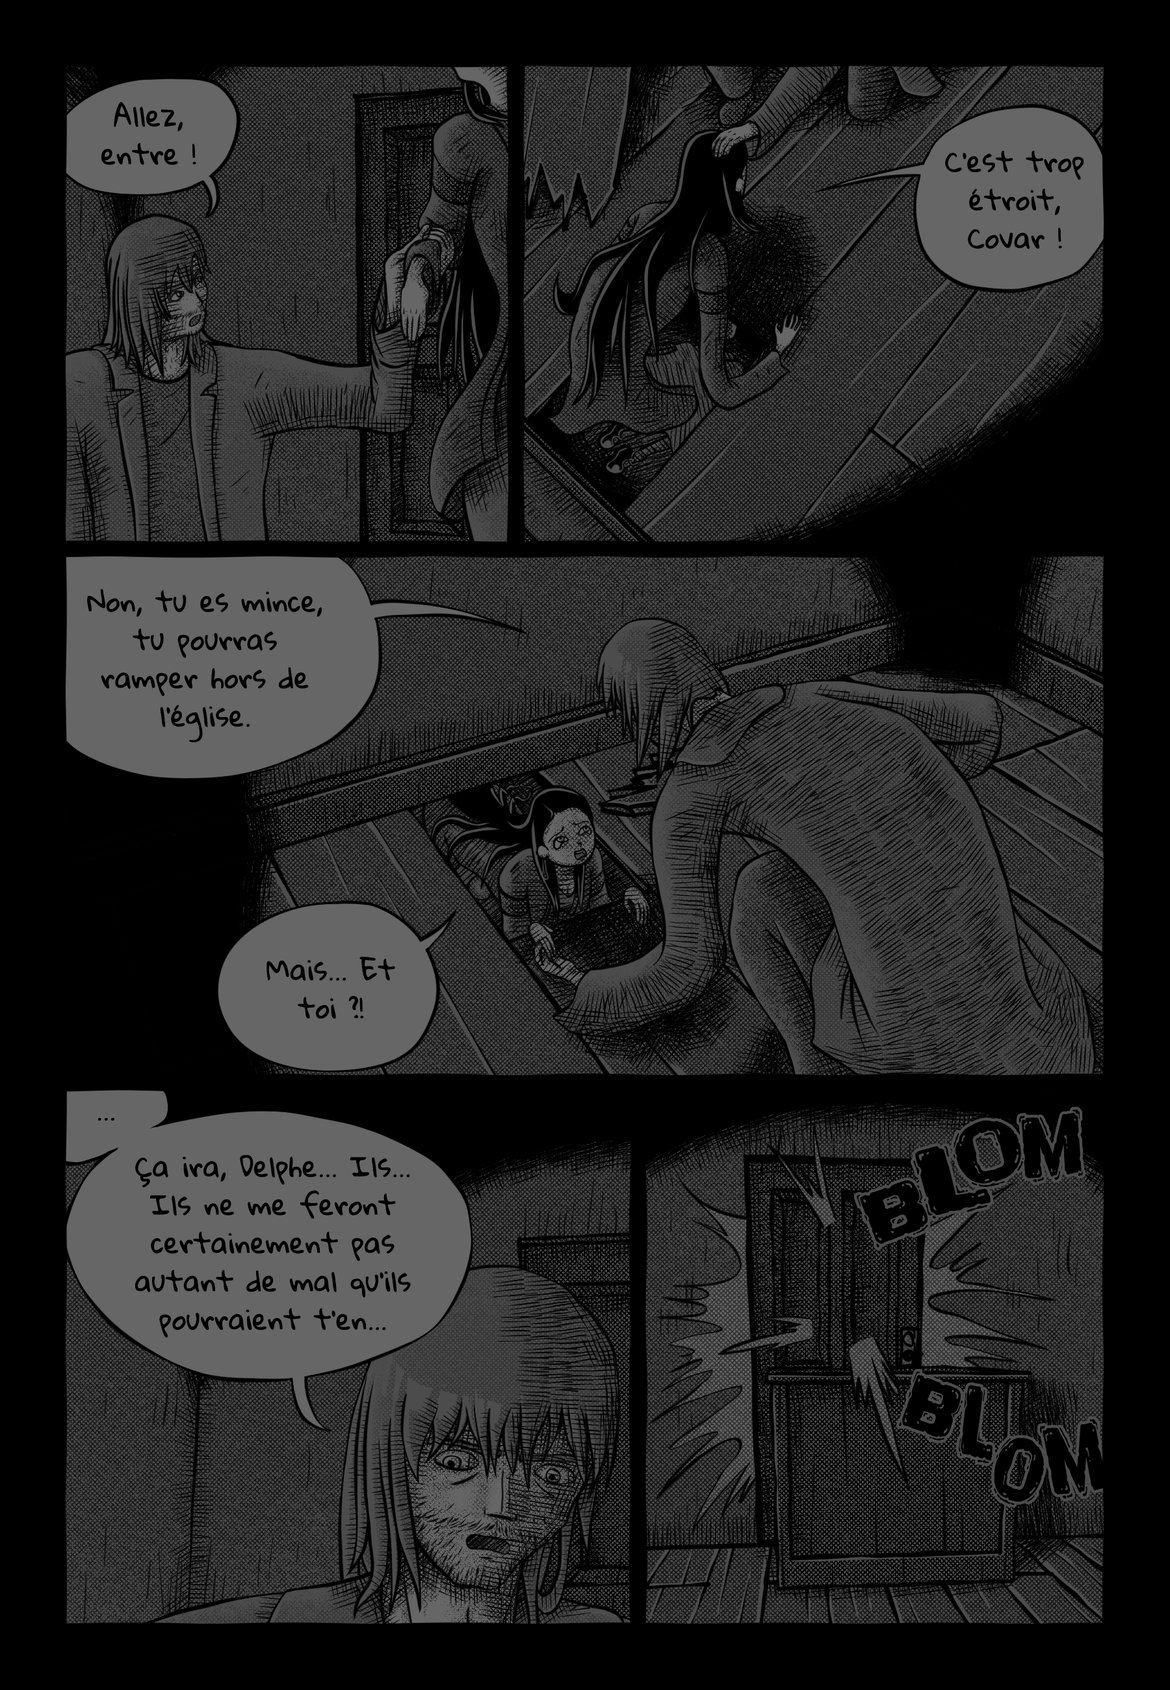 Allez,
entre !
C'est trop
étroit,
Covar !
Non, tu es mince,
tu pourras
ramper hors de
l'église.
Mais... Et
toi ?!
...
Ça ira, Delphe... Ils...
Ils ne me feront
certainement pas
autant de mal qu'ils
pourraient t'en...
BLOM
BLOM